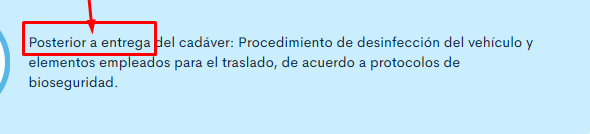 Posterior a entrega del cadáver: Procedimiento de desinfección del vehículo y
elementos empleados para el traslado, de acuerdo a protocolos de
bioseguridad.